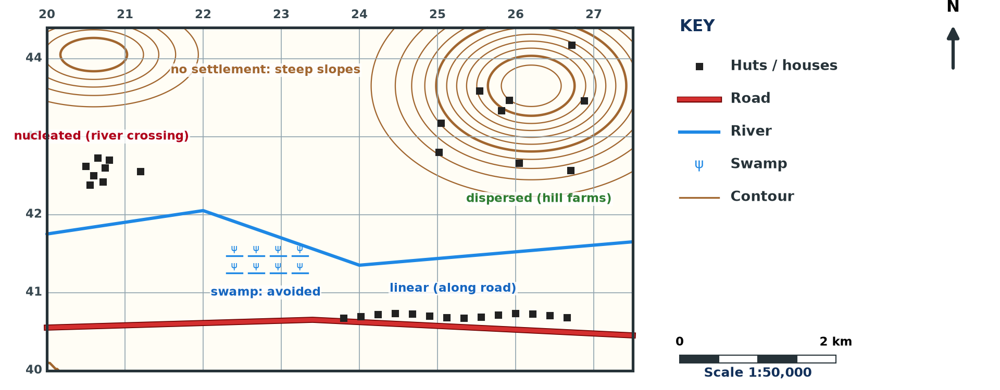 20 21 22 23 24 25 26 27
N
KEY
44
no settlement: steep slopes
Huts / houses
Road
nucleated (river crossing)
River
Swamp
dispersed (hill farms)
Contour
42
ψ ψ ψ ψ
ψ ψ ψ ψ
41
swamp: avoided
linear (along road)
0 2 km
40
Scale 1:50,000